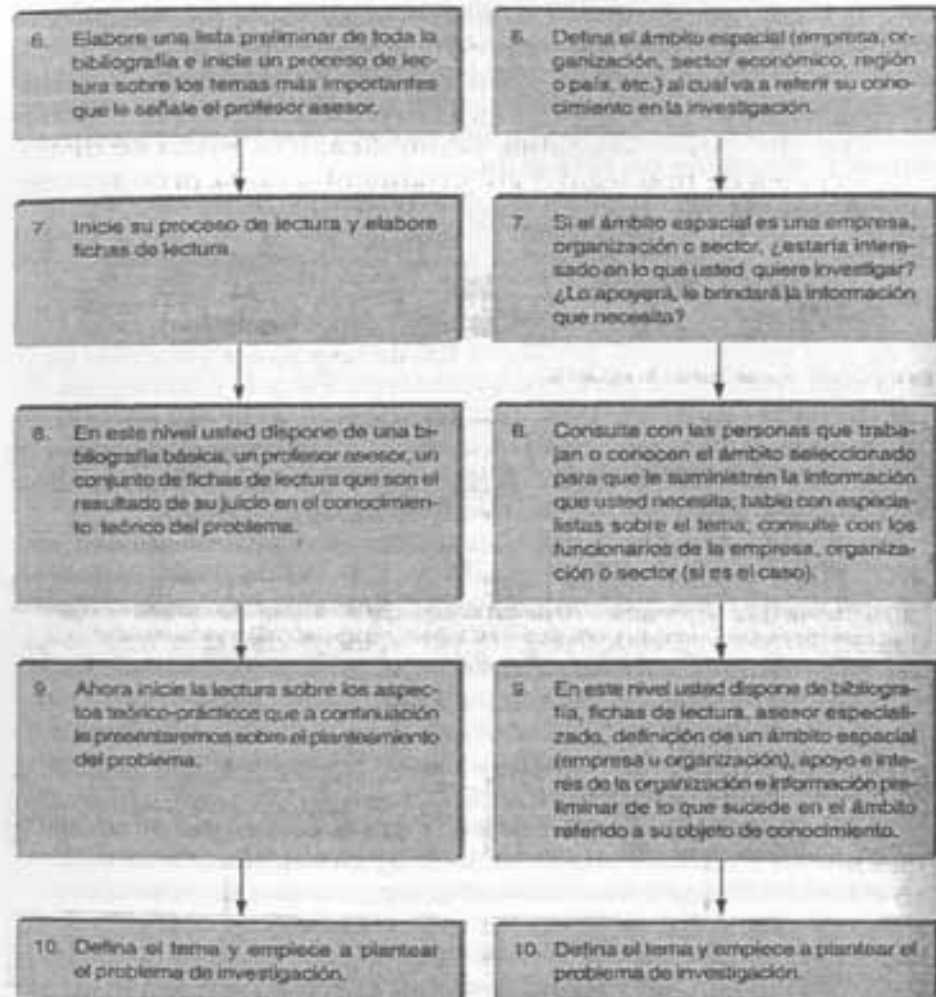 6. Elabore una lista preliminar de toda la
bibliografía e inicie un proceso de lec-
tura sobre los temas más importantes
que le señale el profesor asesor.
7. Inicie su proceso de lectura y elabore
fichas de lectura.
8. En este nivel usted dispone de una bi-
bliografía básica, un profesor asesor, un
conjunto de fichas de lectura que son el
resultado de su juicio en el conocimien-
to teórico del problema.
9. Ahora inicie la lectura sobre los aspec-
tos teórico-prácticos que a continuación
le presentaremos sobre el planteamiento
del problema.
10. Defina el tema y empiece a plantear
el problema de investigación.
6. Defina el ámbito espacial (empresa, or-
ganización, sector económico, región
o país, etc.) al cual va a referir su cono-
cimiento en la investigación.
7. Si el ámbito espacial es una empresa,
organización o sector, ¿estaría intere-
sado en lo que usted quiere investigar?
¿Lo apoyará, le brindará la información
que necesita?
8. Consulte con las personas que traba-
jan o conocen el ámbito seleccionado
para que le suministren la información
que usted necesita; hable con especia-
listas sobre el tema; consulte con los
funcionarios de la empresa, organiza-
ción o sector (si es el caso).
9. En este nivel usted dispone de bibliogra-
fía, fichas de lectura, asesor especiali-
zado, definición de un ámbito espacial
(empresa u organización), apoyo e inte-
rés de la organización e información pre-
liminar de lo que sucede en el ámbito
referido a su objeto de conocimiento.
10. Defina el tema y empiece a plantear el
problema de investigación.